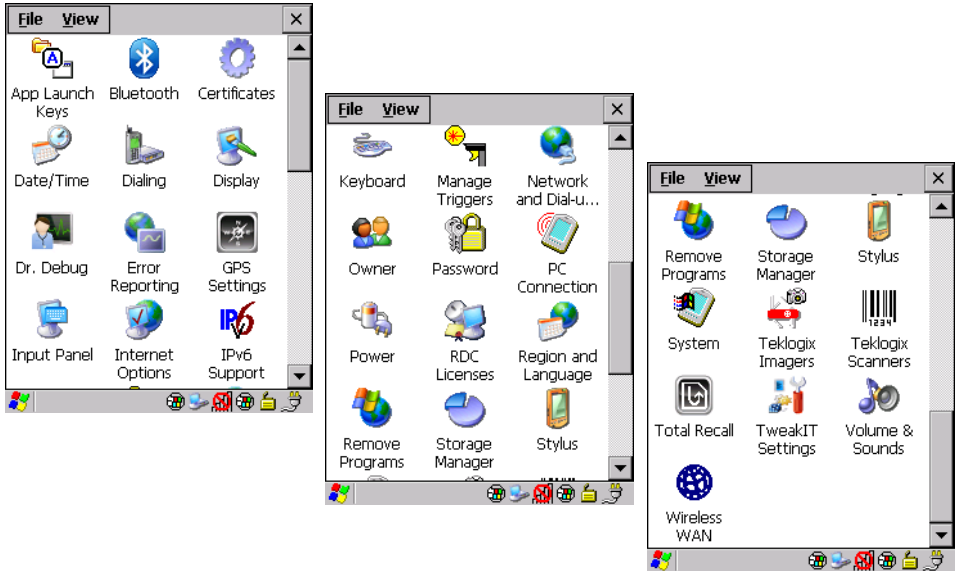 File View
App Launch Keys
Bluetooth
Certificates
Date/Time
Dialing
Display
Dr. Debug
Error Reporting
GPS Settings
Input Panel
Internet Options
IPv6
IPv6 Support
File View
Keyboard
Manage Triggers
Network and Dial-u...
Owner
Password
PC Connection
Power
RDC Licenses
Region and Language
Remove Programs
Storage Manager
Stylus
File View
Remove Programs
Storage Manager
Stylus
System
Teklogix Imagers
1234
Teklogix Scanners
Total Recall
TweakIT Settings
Volume & Sounds
Wireless WAN